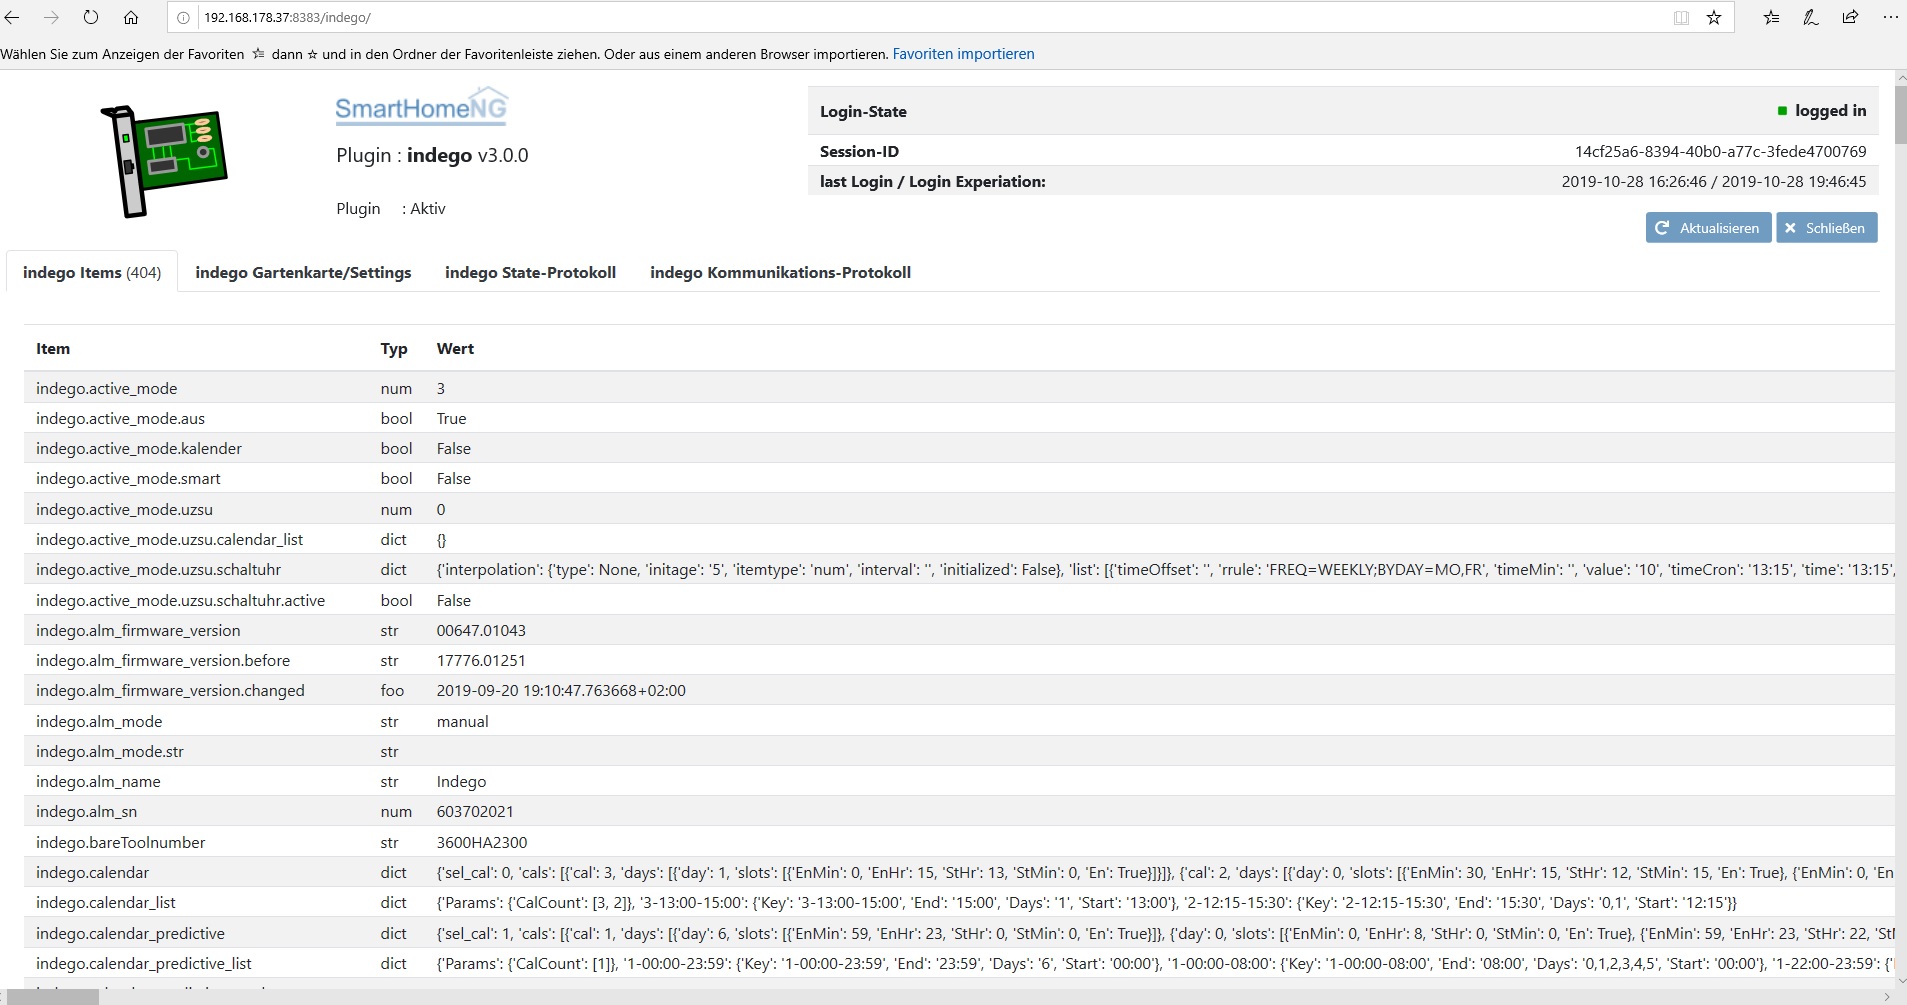 192.168.178.37:8383/indego/
Wählen Sie zum Anzeigen der Favoriten dann und in den Ordner der Favoritenleiste ziehen. Oder aus einem anderen Browser importieren. Favoriten importieren
SmartHomeNG
Plugin : indego v3.0.0
Plugin : Aktiv
Login-State logged in
Session-ID 14cf25a6-8394-40b0-a77c-3fede4700769
last Login / Login Experiation: 2019-10-28 16:26:46 / 2019-10-28 19:46:45
Aktualisieren Schließen
indego Items (404) indego Gartenkarte/Settings indego State-Protokoll indego Kommunikations-Protokoll
Item Typ Wert
indego.active_mode num 3
indego.active_mode.aus bool True
indego.active_mode.kalender bool False
indego.active_mode.smart bool False
indego.active_mode.uzsu num 0
indego.active_mode.uzsu.calendar_list dict {}
indego.active_mode.uzsu.schaltuhr dict {'interpolation': {'type': None, 'initage': '5', 'itemtype': 'num', 'interval': '', 'initialized': False}, 'list': [{'timeOffset': '', 'rrule': 'FREQ=WEEKLY;BYDAY=MO,FR', 'timeMin': '', 'value': '10', 'timeCron': '13:15', 'time': '13:15',
indego.active_mode.uzsu.schaltuhr.active bool False
indego.alm_firmware_version str 00647.01043
indego.alm_firmware_version.before str 17776.01251
indego.alm_firmware_version.changed foo 2019-09-20 19:10:47.763668+02:00
indego.alm_mode str manual
indego.alm_mode.str str
indego.alm_name str Indego
indego.alm_sn num 603702021
indego.bareToolnumber str 3600HA2300
indego.calendar dict {'sel_cal': 0, 'cals': [{'cal': 3, 'days': [{'day': 1, 'slots': [{'EnMin': 0, 'EnHr': 15, 'StHr': 13, 'StMin': 0, 'En': True}]}]}, {'cal': 2, 'days': [{'day': 0, 'slots': [{'EnMin': 30, 'EnHr': 15, 'StHr': 12, 'StMin': 15, 'En': True}, {'EnMin': 0, 'En
indego.calendar_list dict {'Params': {'CalCount': [3, 2]}, '3-13:00-15:00': {'Key': '3-13:00-15:00', 'End': '15:00', 'Days': '1', 'Start': '13:00'}, '2-12:15-15:30': {'Key': '2-12:15-15:30', 'End': '15:30', 'Days': '0,1', 'Start': '12:15'}}
indego.calendar_predictive dict {'sel_cal': 1, 'cals': [{'cal': 1, 'days': [{'day': 6, 'slots': [{'EnMin': 59, 'EnHr': 23, 'StHr': 0, 'StMin': 0, 'En': True}]}, {'day': 0, 'slots': [{'EnMin': 0, 'EnHr': 8, 'StHr': 0, 'StMin': 0, 'En': True}, {'EnMin': 59, 'EnHr': 23, 'StHr': 22, 'StM
indego.calendar_predictive_list dict {'Params': {'CalCount': [1]}, '1-00:00-23:59': {'Key': '1-00:00-23:59', 'End': '23:59', 'Days': '6', 'Start': '00:00'}, '1-00:00-08:00': {'Key': '1-00:00-08:00', 'End': '08:00', 'Days': '0,1,2,3,4,5', 'Start': '00:00'}, '1-22:00-23:59': {'